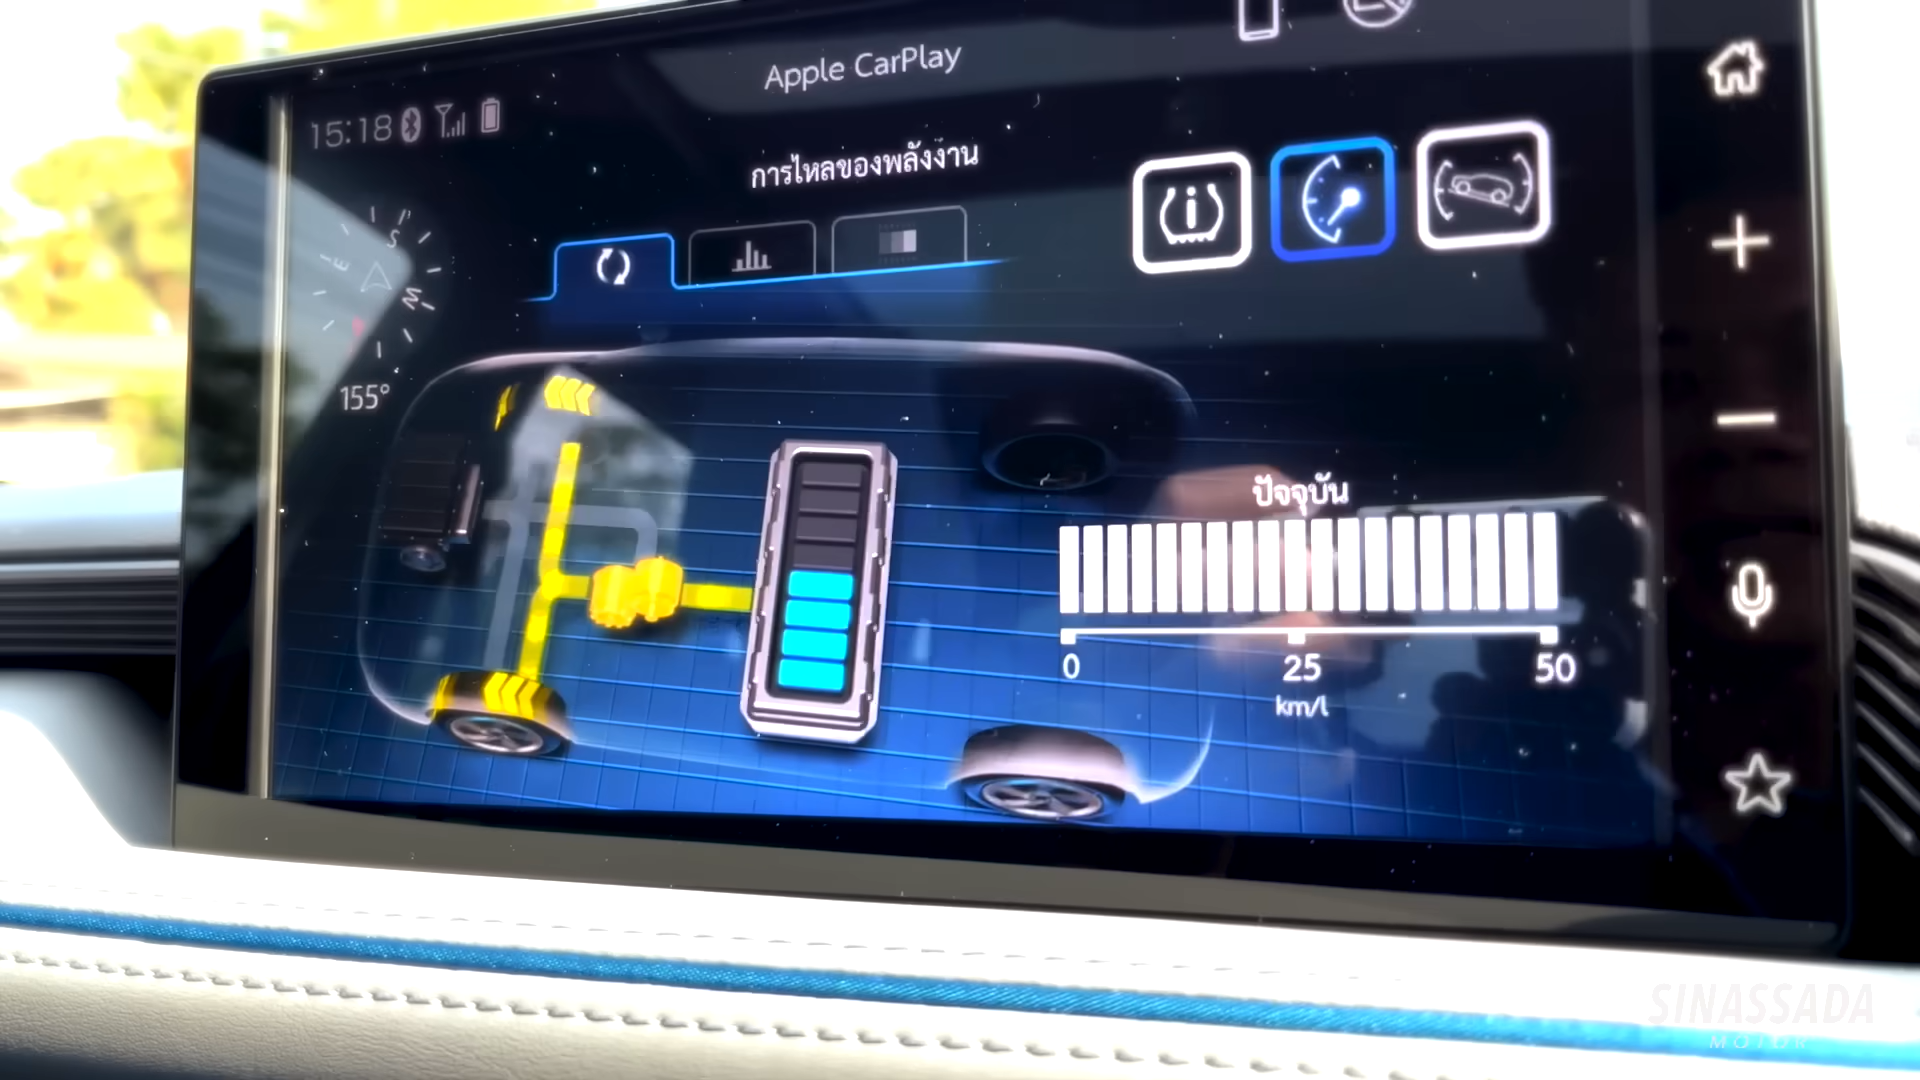 Apple CarPlay
15:18
การไหลของพลังงาน
S
E
W
155°
ปัจจุบัน
0 25 50
km/l
SINASSADA
MOTOR